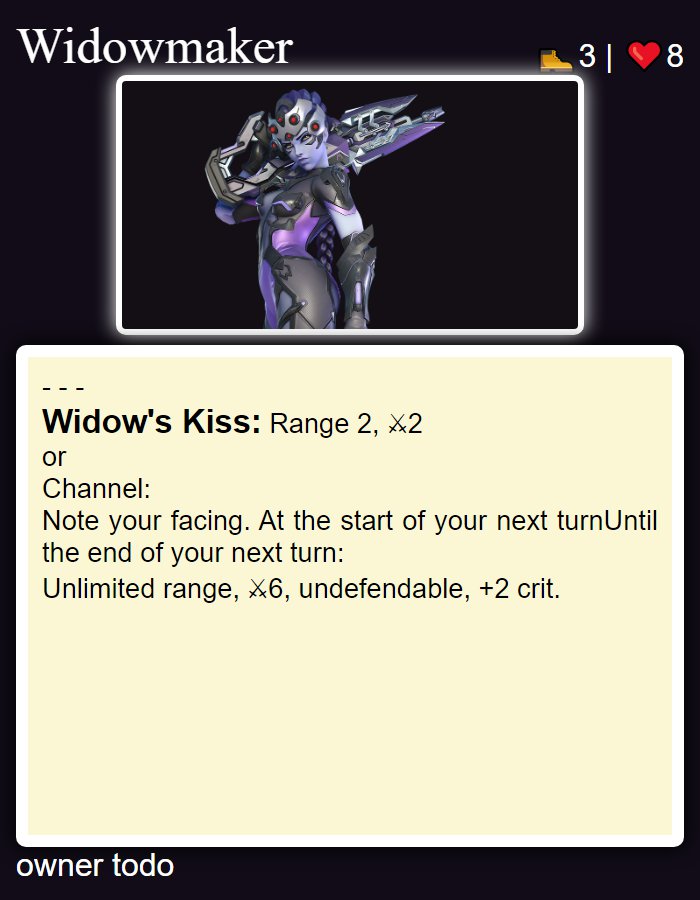 Widowmaker
🥾3 | ❤️8
- - -
Widow's Kiss: Range 2, ⚔2
or
Channel:
Note your facing. At the start of your next turnUntil
the end of your next turn:
Unlimited range, ⚔6, undefendable, +2 crit.
owner todo